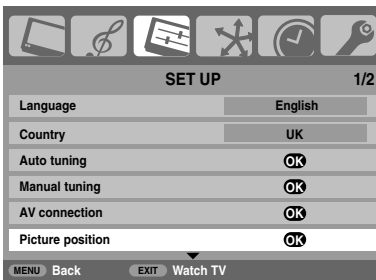 SET UP 1/2
Language English
Country UK
Auto tuning OK
Manual tuning OK
AV connection OK
Picture position OK
MENU Back EXIT Watch TV